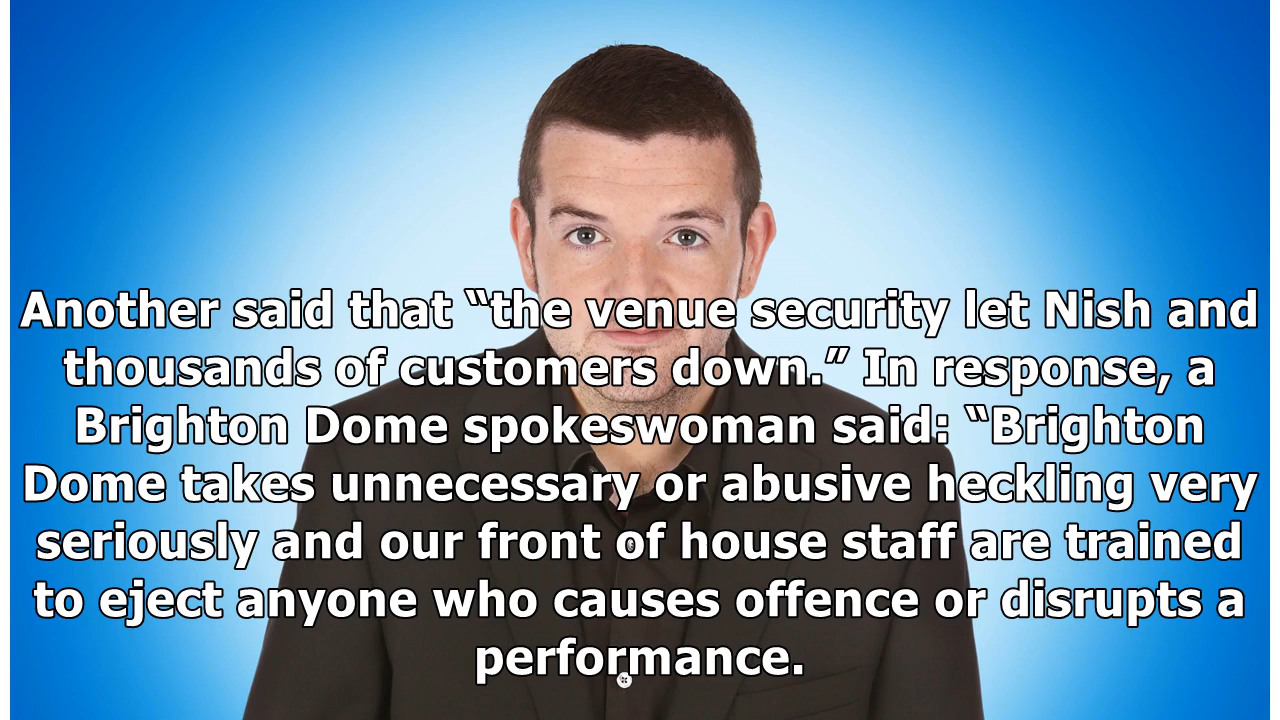 Another said that “the venue security let Nish and
thousands of customers down.” In response, a
Brighton Dome spokeswoman said: “Brighton
Dome takes unnecessary or abusive heckling very
seriously and our front of house staff are trained
to eject anyone who causes offence or disrupts a
performance.